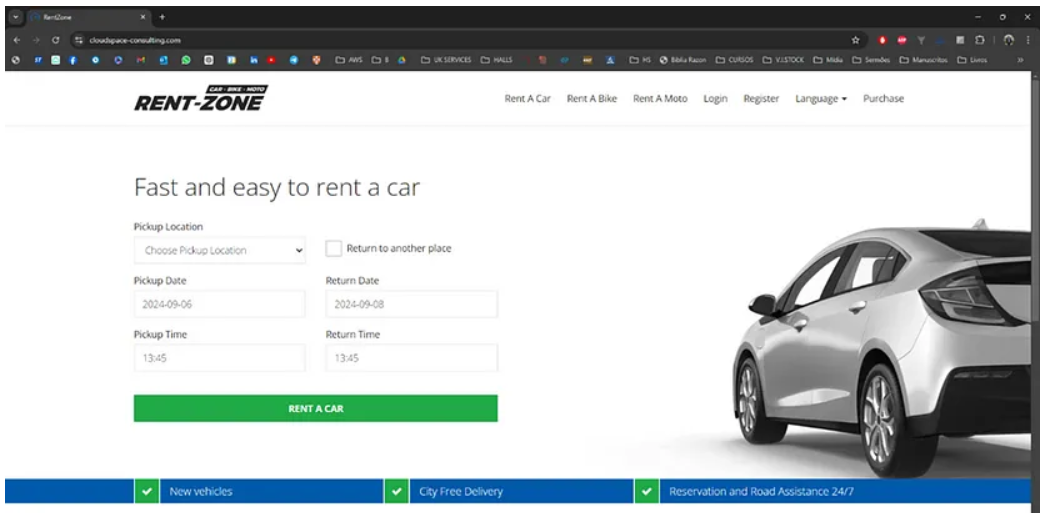 RentZone
cloudspace-consulting.com
AWS UK SERVICES HALLS HS Biblia Razon CURSOS V.I.STOCK Midia Sermões Manuscritos Livros
CAR - BIKE - MOTO
RENT-ZONE
Rent A Car Rent A Bike Rent A Moto Login Register Language Purchase
Fast and easy to rent a car
Pickup Location
Choose Pickup Location Return to another place
Pickup Date Return Date
2024-09-06 2024-09-08
Pickup Time Return Time
13:45 13:45
RENT A CAR
New vehicles City Free Delivery Reservation and Road Assistance 24/7